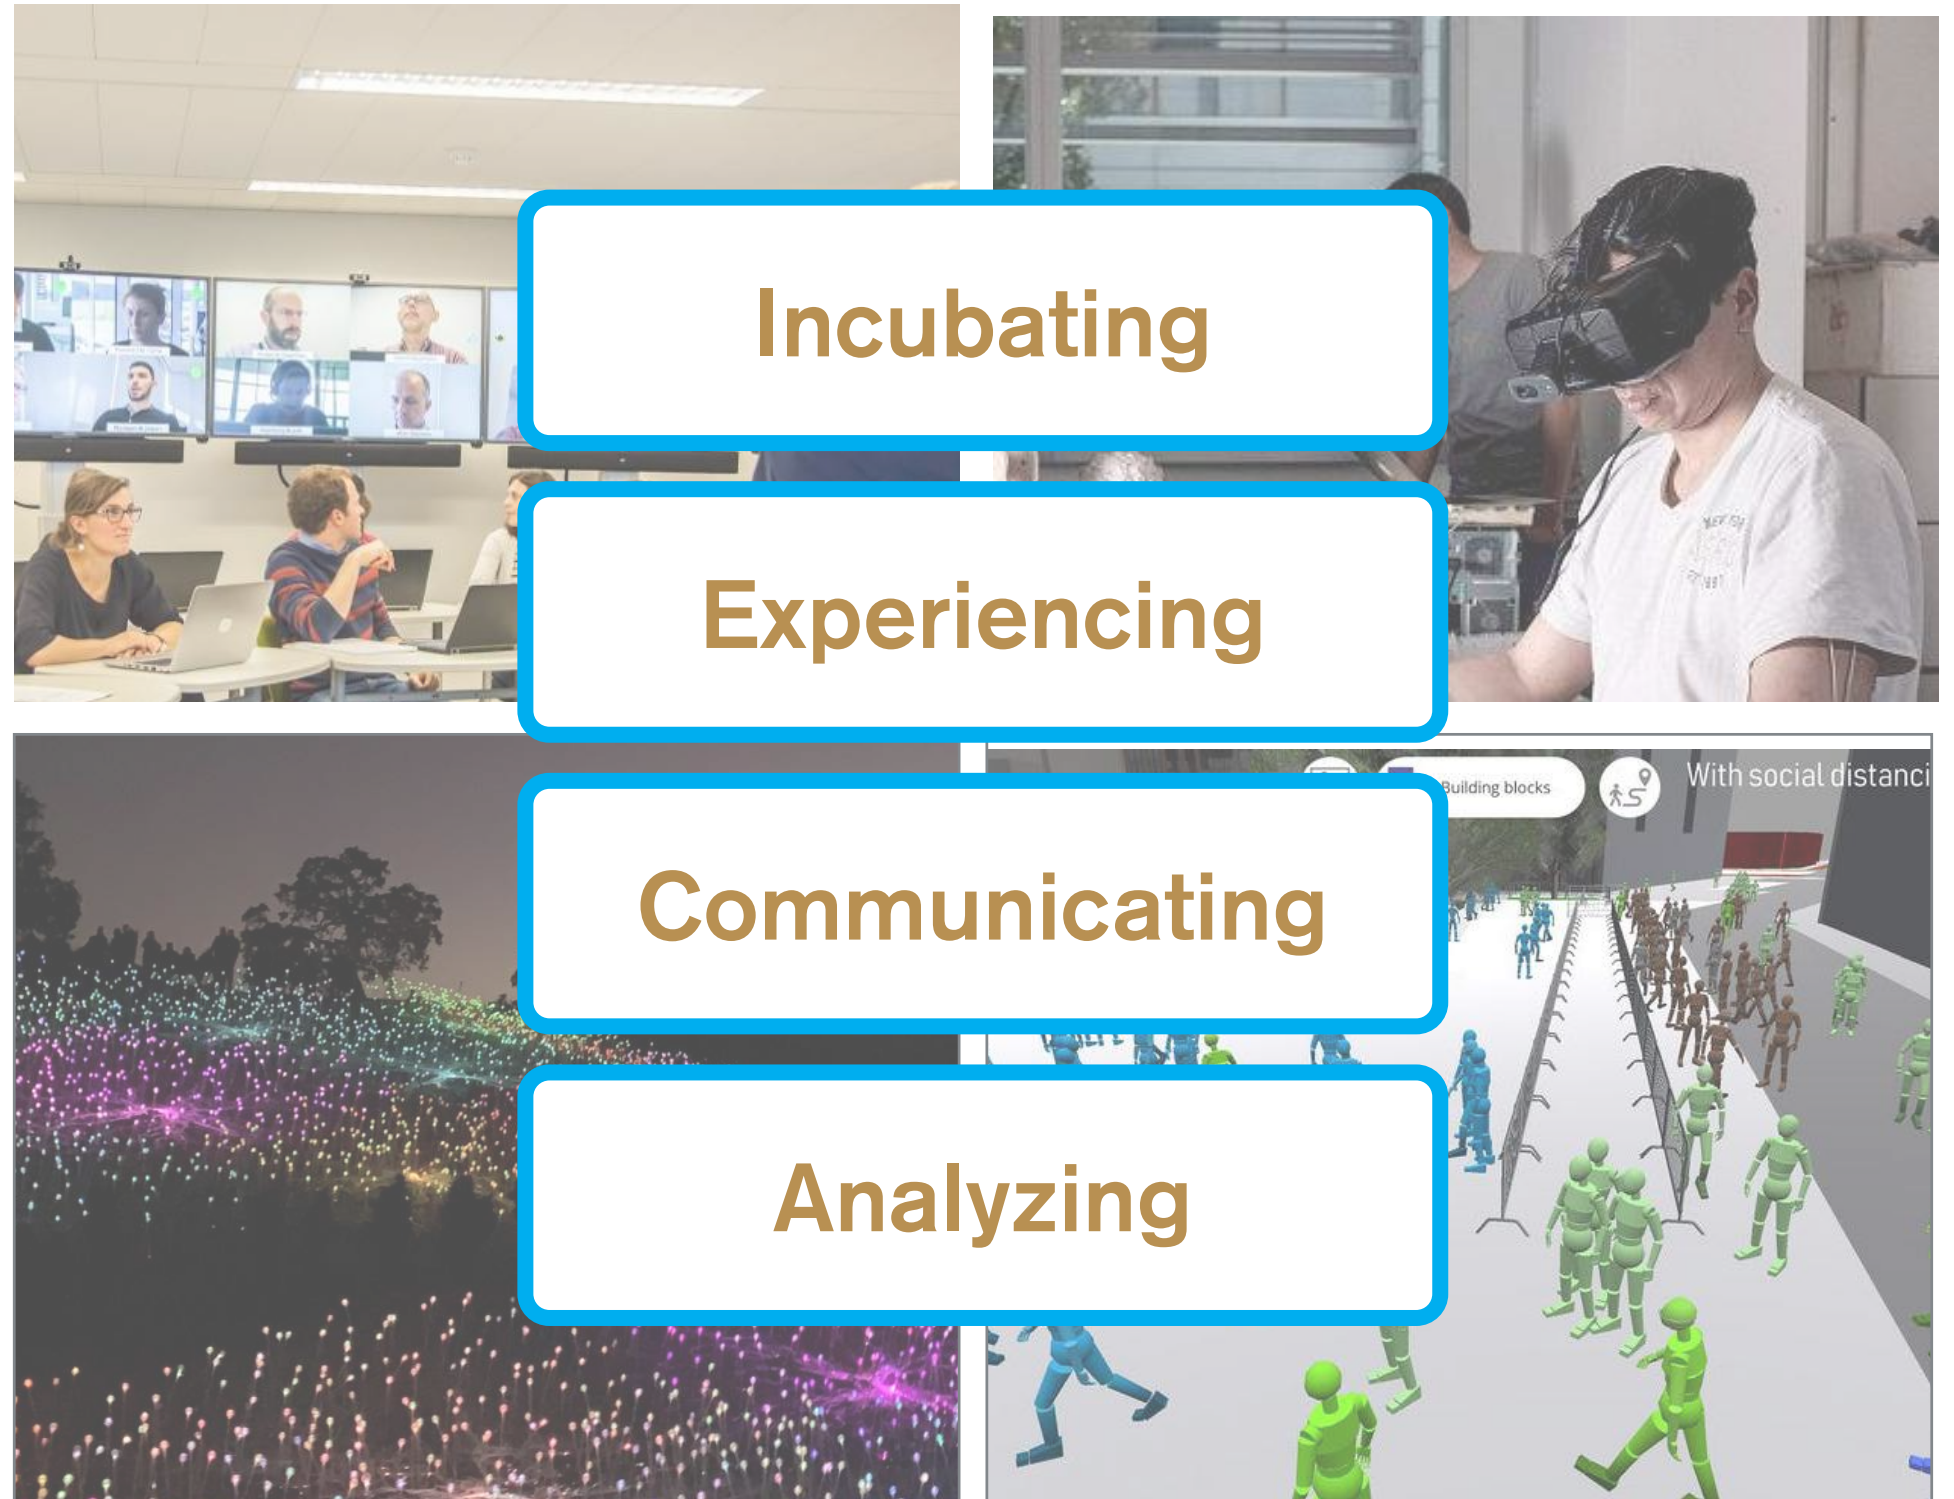 Incubating
Experiencing
Building blocks
With social distanci
Communicating
Analyzing